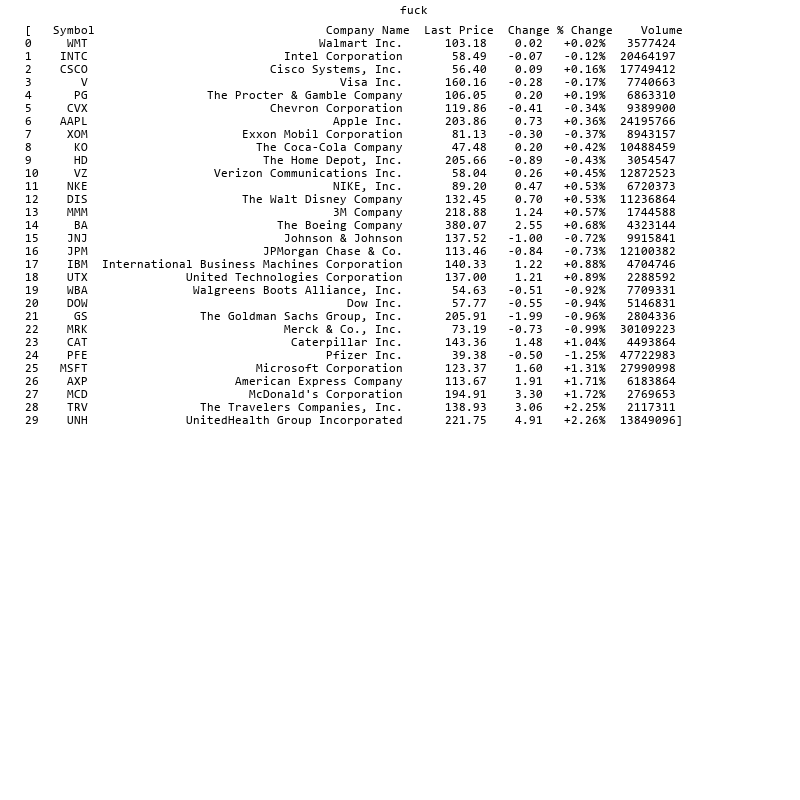 fuck
[ Symbol Company Name Last Price Change % Change Volume
0 WMT Walmart Inc. 103.18 0.02 +0.02% 3577424
1 INTC Intel Corporation 58.49 -0.07 -0.12% 20464197
2 CSCO Cisco Systems, Inc. 56.40 0.09 +0.16% 17749412
3 V Visa Inc. 160.16 -0.28 -0.17% 7740663
4 PG The Procter & Gamble Company 106.05 0.20 +0.19% 6863310
5 CVX Chevron Corporation 119.86 -0.41 -0.34% 9389900
6 AAPL Apple Inc. 203.86 0.73 +0.36% 24195766
7 XOM Exxon Mobil Corporation 81.13 -0.30 -0.37% 8943157
8 KO The Coca-Cola Company 47.48 0.20 +0.42% 10488459
9 HD The Home Depot, Inc. 205.66 -0.89 -0.43% 3054547
10 VZ Verizon Communications Inc. 58.04 0.26 +0.45% 12872523
11 NKE NIKE, Inc. 89.20 0.47 +0.53% 6720373
12 DIS The Walt Disney Company 132.45 0.70 +0.53% 11236864
13 MMM 3M Company 218.88 1.24 +0.57% 1744588
14 BA The Boeing Company 380.07 2.55 +0.68% 4323144
15 JNJ Johnson & Johnson 137.52 -1.00 -0.72% 9915841
16 JPM JPMorgan Chase & Co. 113.46 -0.84 -0.73% 12100382
17 IBM International Business Machines Corporation 140.33 1.22 +0.88% 4704746
18 UTX United Technologies Corporation 137.00 1.21 +0.89% 2288592
19 WBA Walgreens Boots Alliance, Inc. 54.63 -0.51 -0.92% 7709331
20 DOW Dow Inc. 57.77 -0.55 -0.94% 5146831
21 GS The Goldman Sachs Group, Inc. 205.91 -1.99 -0.96% 2804336
22 MRK Merck & Co., Inc. 73.19 -0.73 -0.99% 30109223
23 CAT Caterpillar Inc. 143.36 1.48 +1.04% 4493864
24 PFE Pfizer Inc. 39.38 -0.50 -1.25% 47722983
25 MSFT Microsoft Corporation 123.37 1.60 +1.31% 27990998
26 AXP American Express Company 113.67 1.91 +1.71% 6183864
27 MCD McDonald's Corporation 194.91 3.30 +1.72% 2769653
28 TRV The Travelers Companies, Inc. 138.93 3.06 +2.25% 2117311
29 UNH UnitedHealth Group Incorporated 221.75 4.91 +2.26% 13849096]